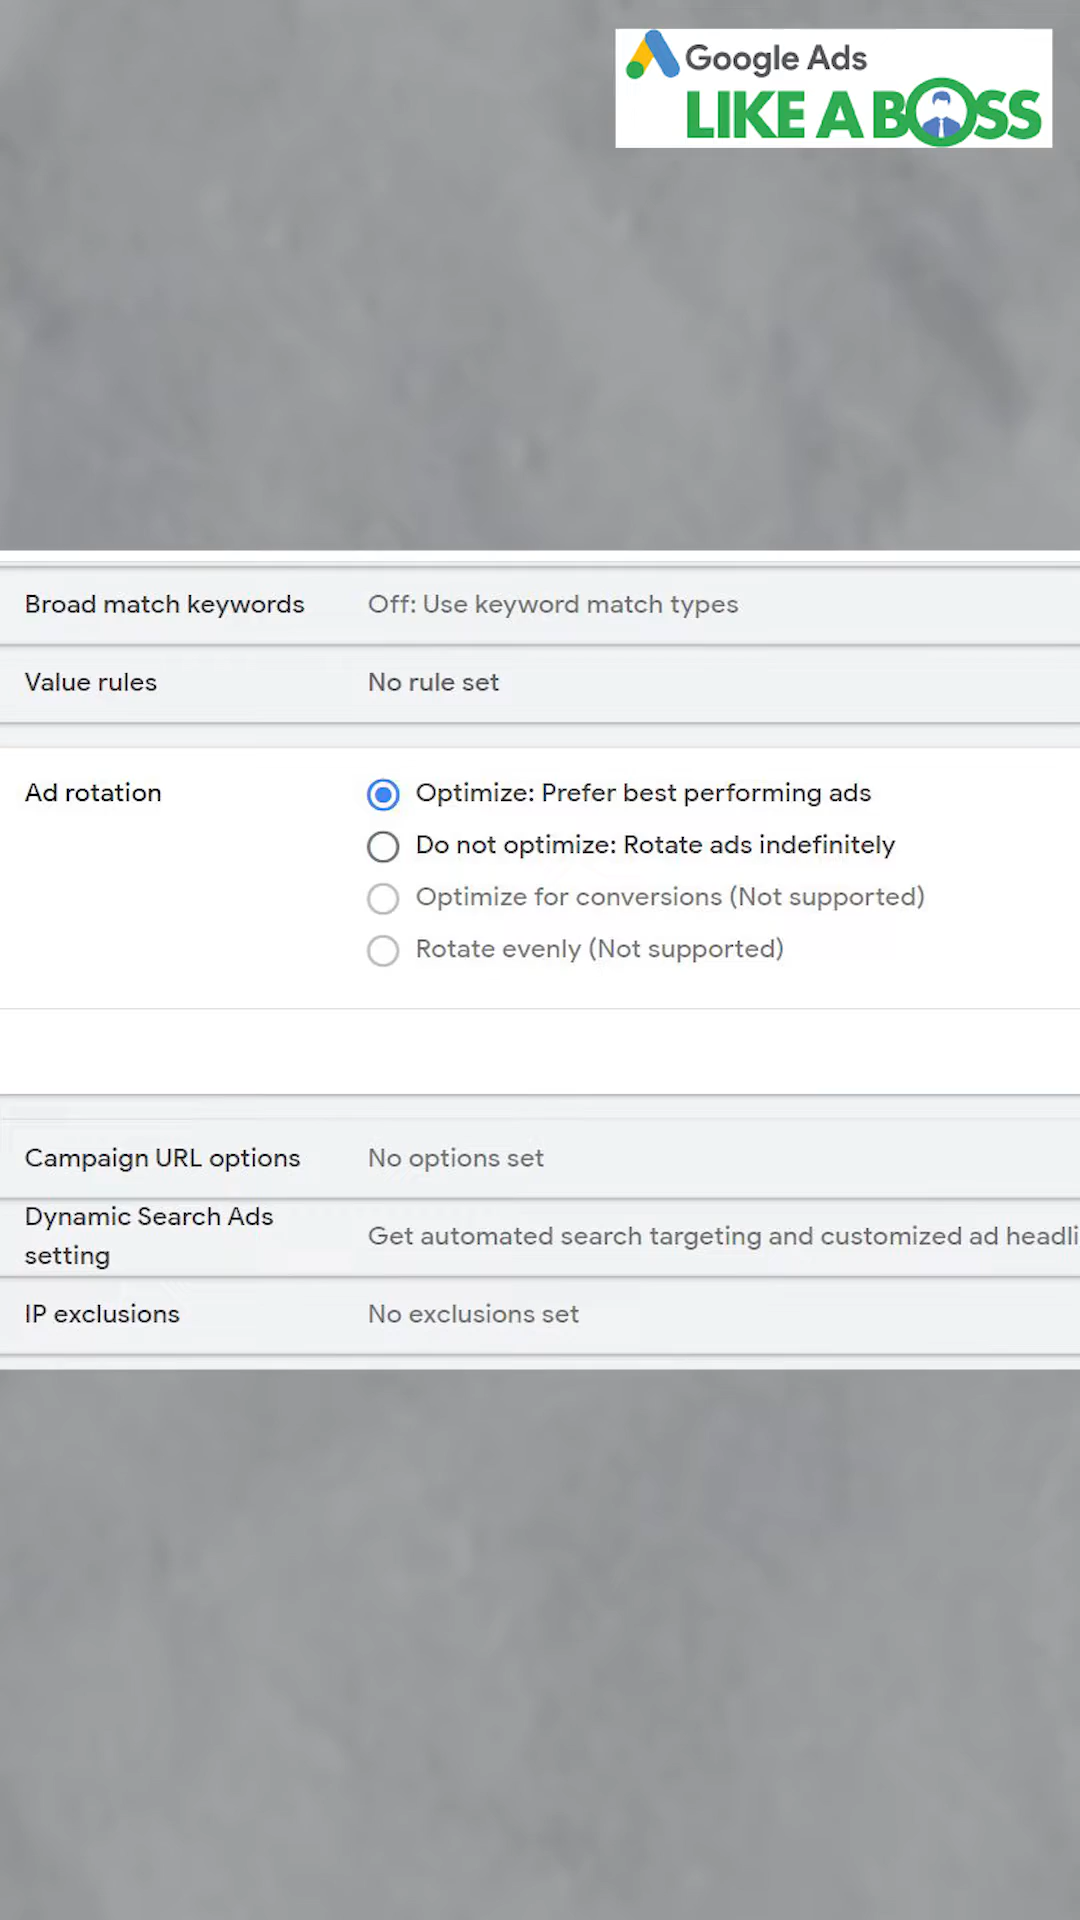 Google Ads
LIKE A BOSS
Broad match keywords Off: Use keyword match types
Value rules No rule set
Ad rotation Optimize: Prefer best performing ads
Do not optimize: Rotate ads indefinitely
Optimize for conversions (Not supported)
Rotate evenly (Not supported)
Campaign URL options No options set
Dynamic Search Ads
setting
Get automated search targeting and customized ad headli
IP exclusions No exclusions set